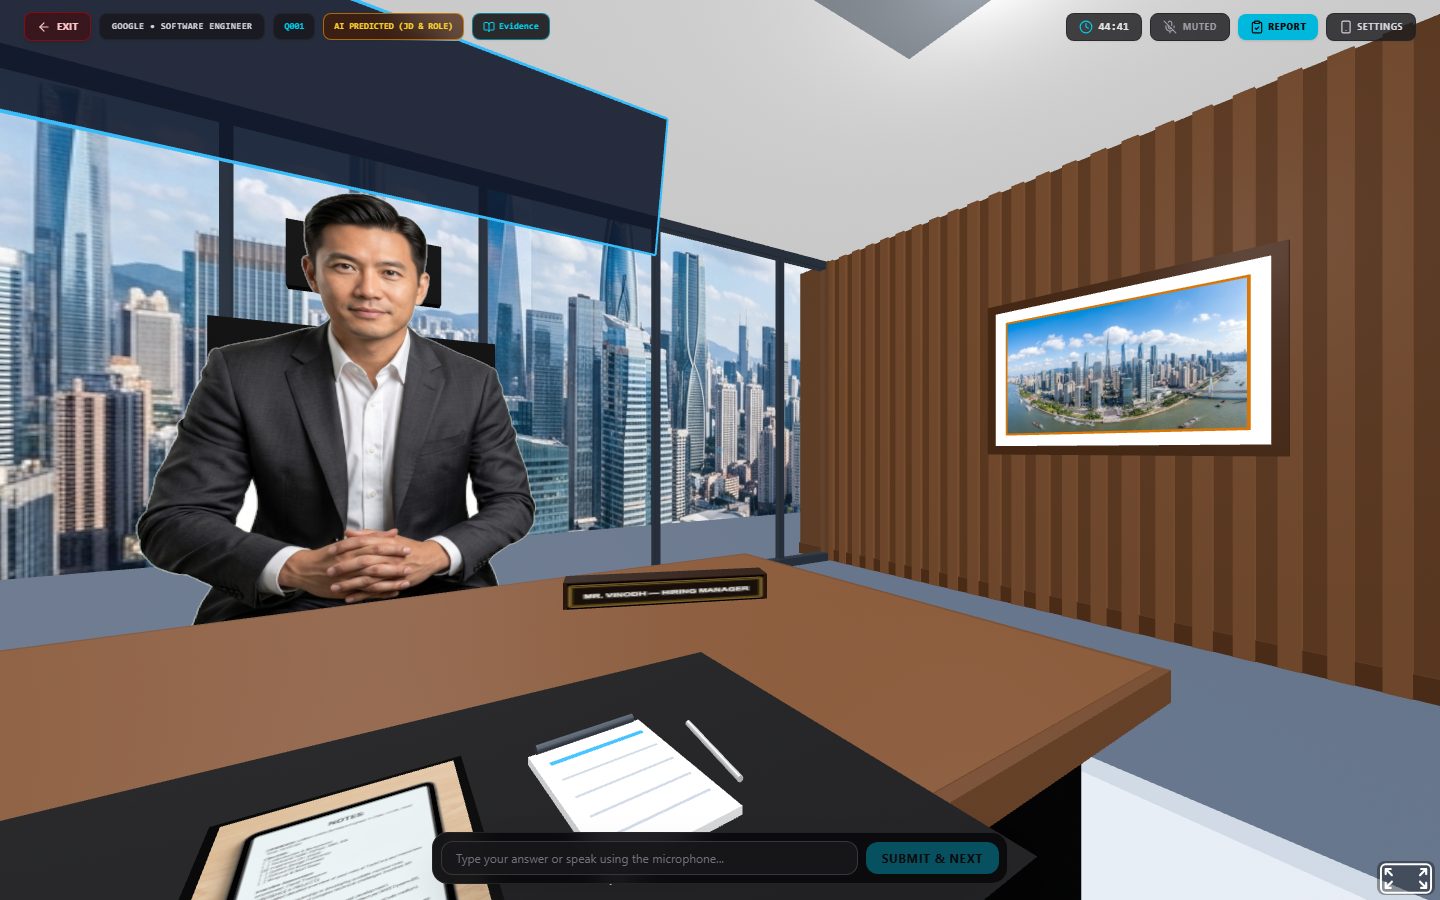 EXIT
GOOGLE • SOFTWARE ENGINEER
Q001
AI PREDICTED (JD & ROLE)
Evidence
44:41
MUTED
REPORT
SETTINGS
MR. VINODH — HIRING MANAGER
NOTES
Type your answer or speak using the microphone...
SUBMIT & NEXT